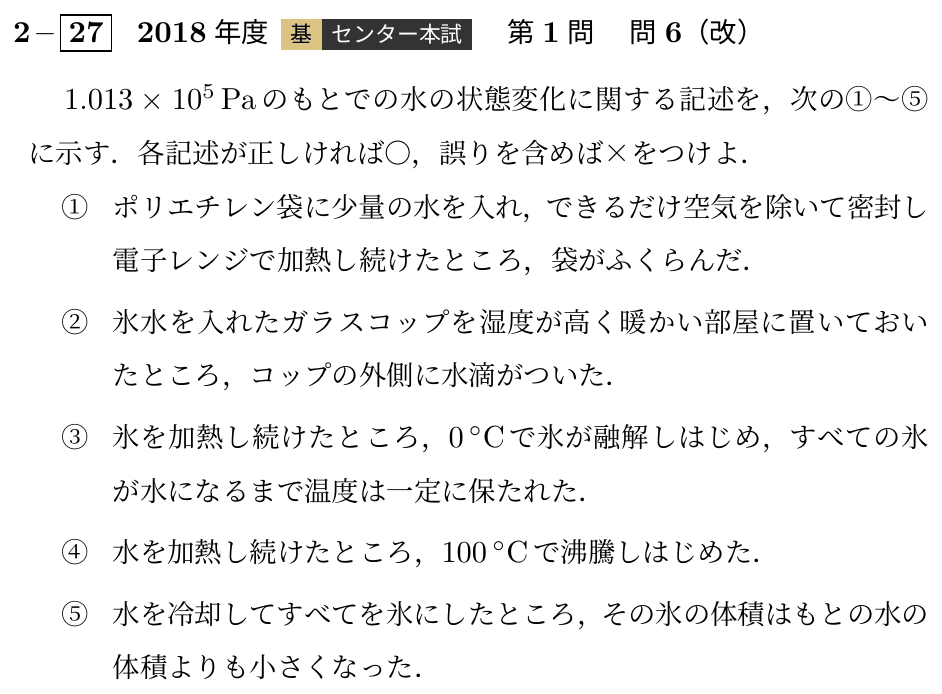 2－27 2018 年度 基 センター本試 第 1 問 問 6（改）
1.013 × 10⁵ Pa のもとでの水の状態変化に関する記述を，次の①〜⑤
に示す．各記述が正しければ○，誤りを含めば×をつけよ．
① ポリエチレン袋に少量の水を入れ，できるだけ空気を除いて密封し
電子レンジで加熱し続けたところ，袋がふくらんだ．
② 氷水を入れたガラスコップを湿度が高く暖かい部屋に置いておい
たところ，コップの外側に水滴がついた．
③ 氷を加熱し続けたところ，0 °C で氷が融解しはじめ，すべての氷
が水になるまで温度は一定に保たれた．
④ 水を加熱し続けたところ，100 °C で沸騰しはじめた．
⑤ 水を冷却してすべてを氷にしたところ，その氷の体積はもとの水の
体積よりも小さくなった．